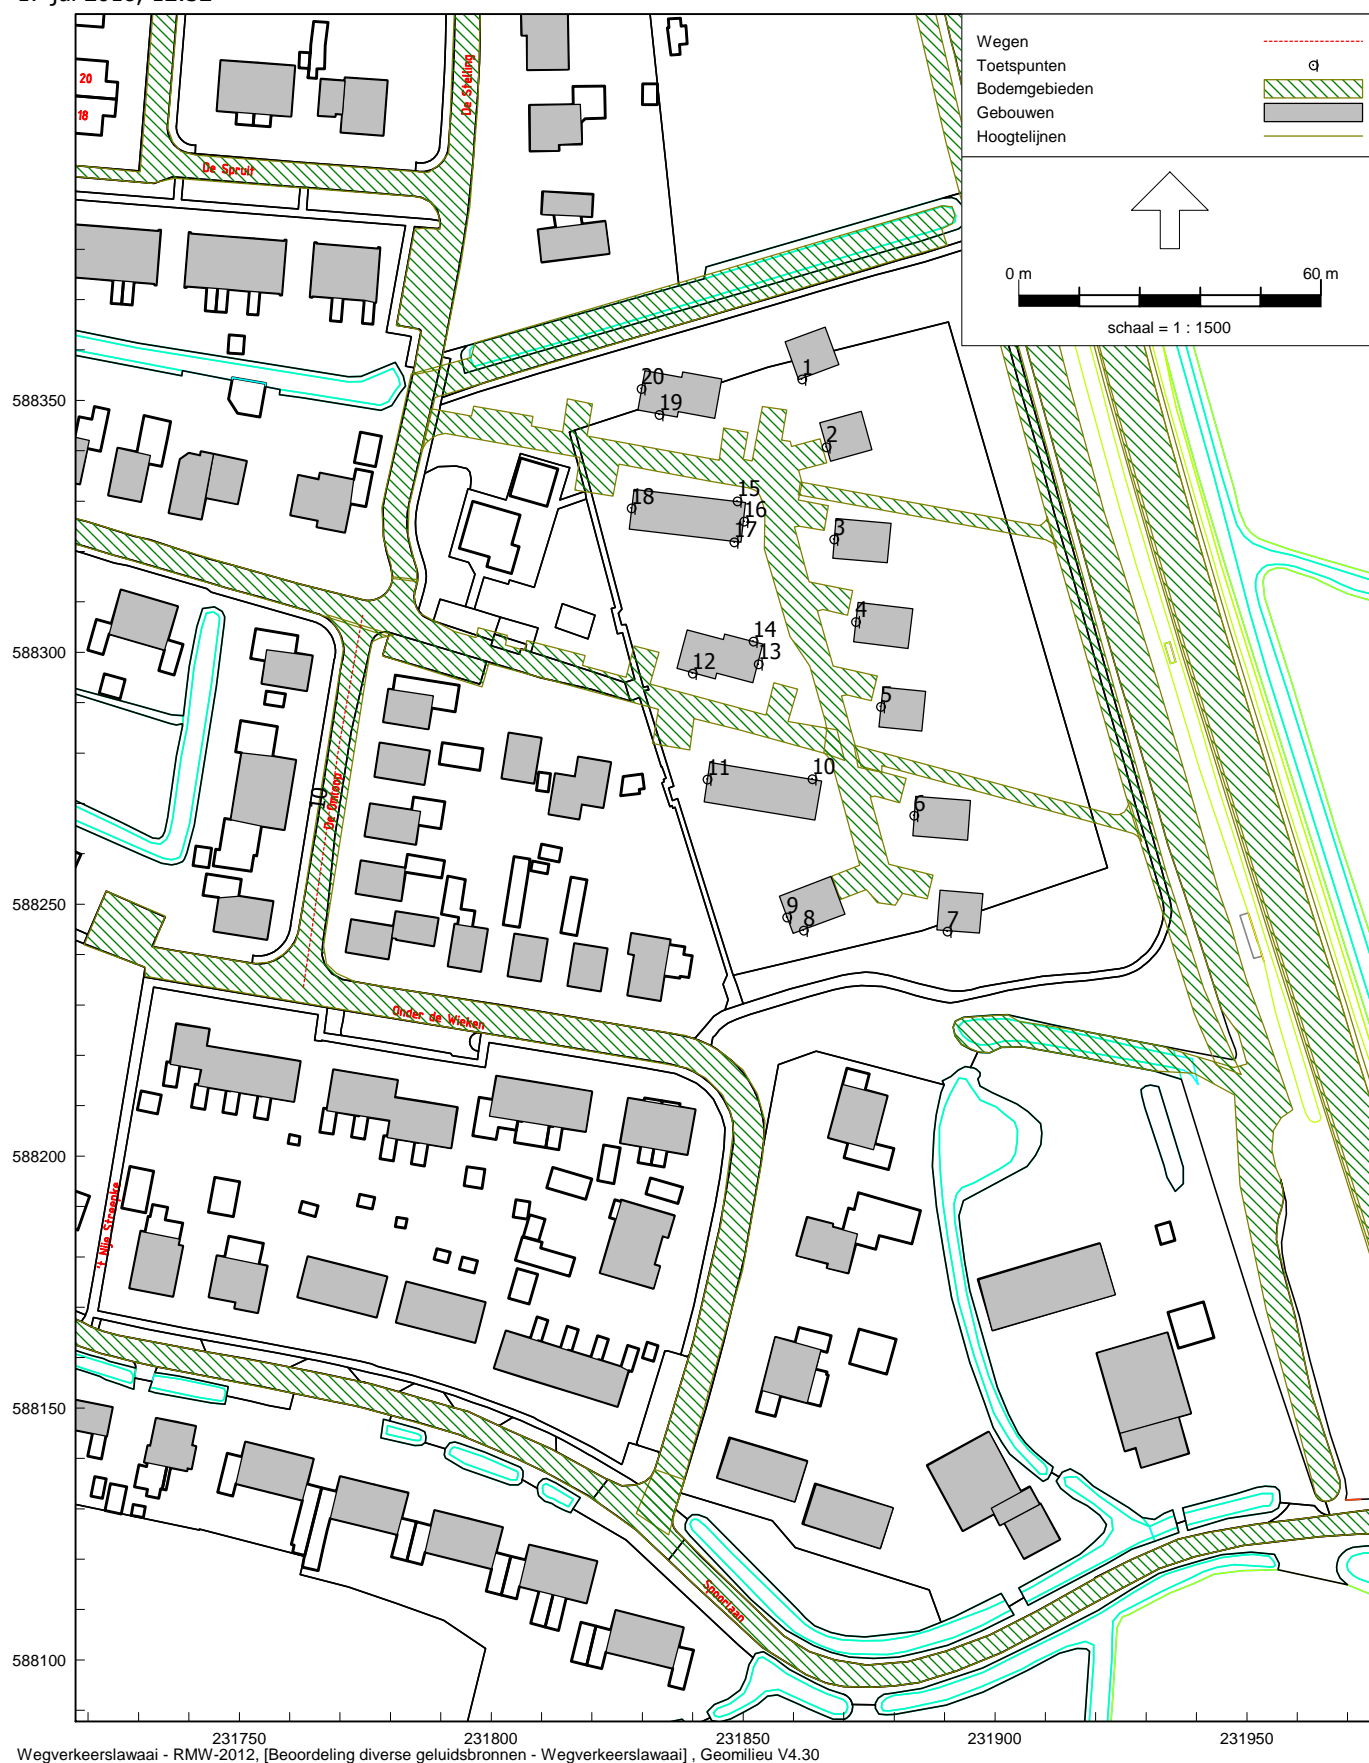 Wegen
Toetspunten
Bodemgebieden
Gebouwen
Hoogtelijnen
0 m
60 m
schaal = 1 : 1500
De Stelling
20
18
De Spruit
1
20
19
2
588350
15
18
16
17
3
4
14
13
12
588300
5
11
10
10
De Omloop
6
9
8
7
588250
Onder de Wieken
588200
't Nije Streepke
588150
Spoorlaan
588100
231750
231800
231850
231900
231950
Wegverkeerslawaai - RMW-2012, [Beoordeling diverse geluidsbronnen - Wegverkeerslawaai] , Geomilieu V4.30